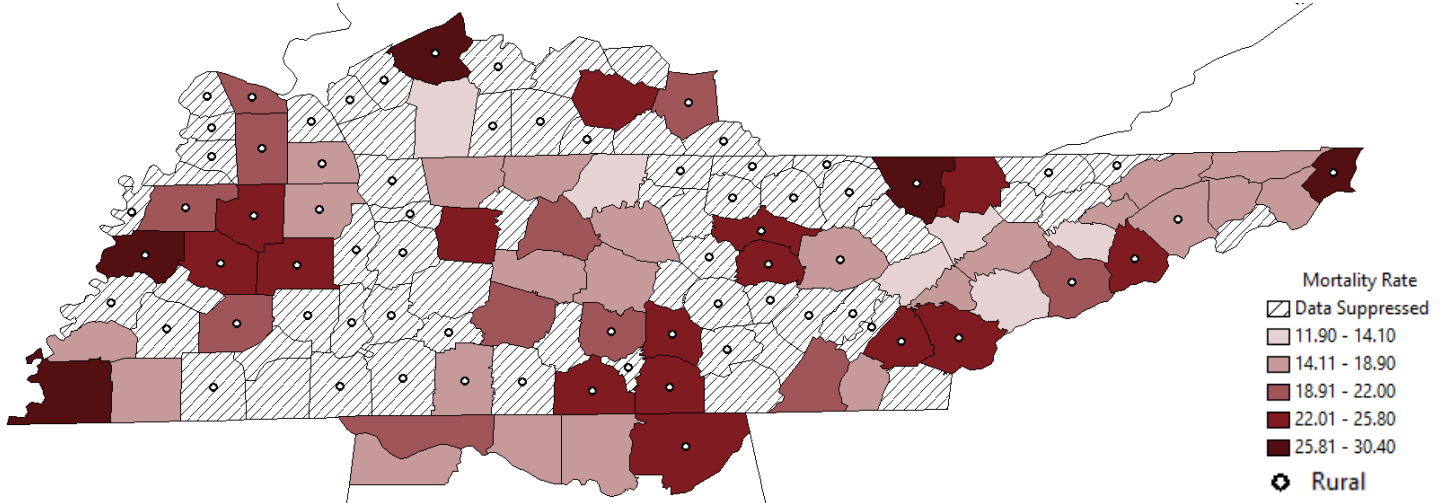 Mortality Rate
Data Suppressed
11.90 - 14.10
14.11 - 18.90
18.91 - 22.00
22.01 - 25.80
25.81 - 30.40
Rural